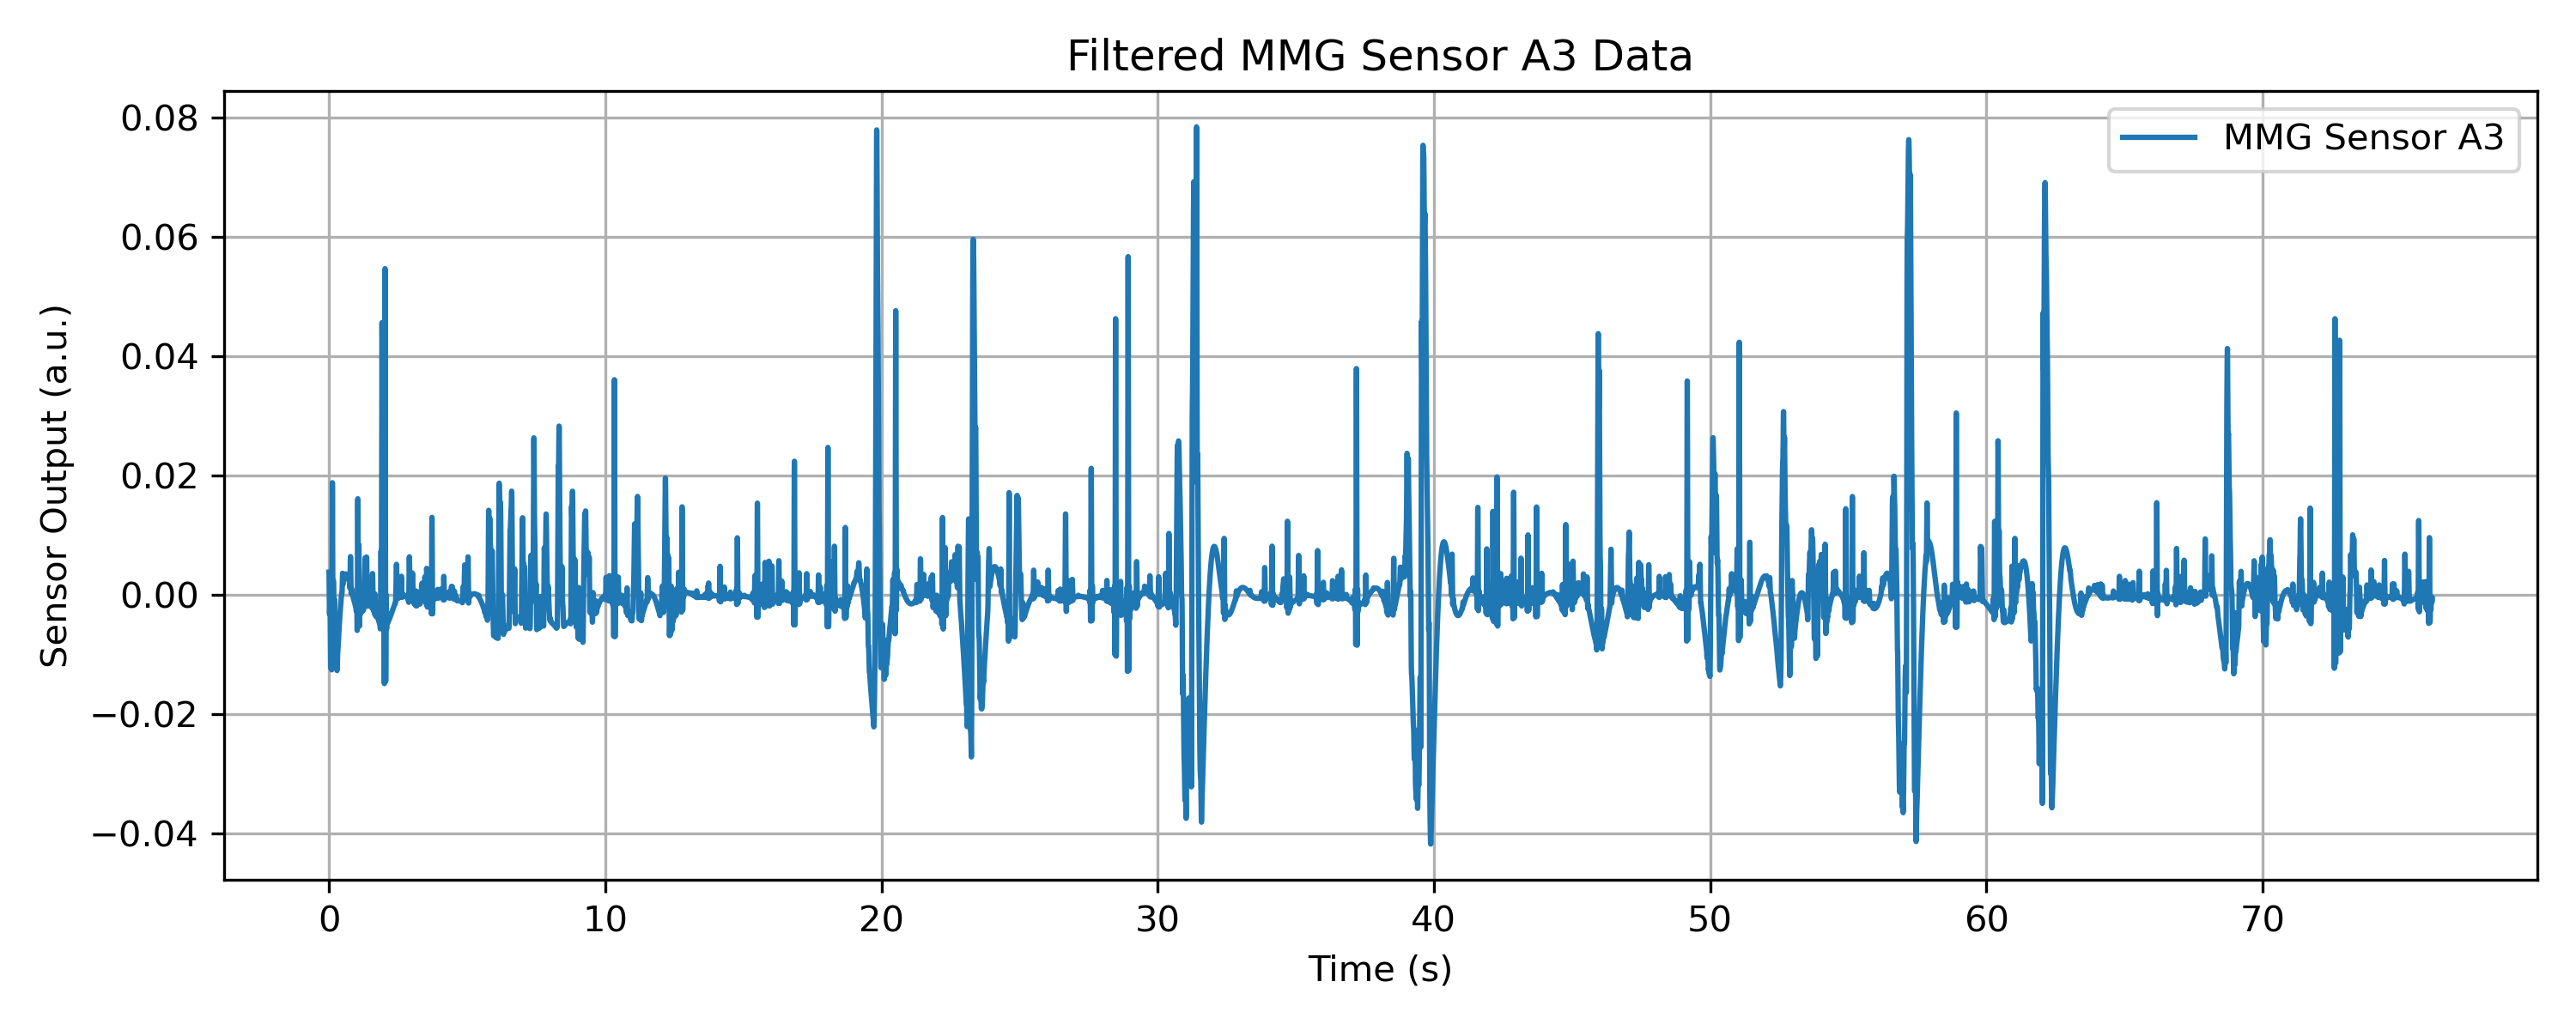 Filtered MMG Sensor A3 Data
MMG Sensor A3
Sensor Output (a.u.)
0.08
0.06
0.04
0.02
0.00
−0.02
−0.04
0 10 20 30 40 50 60 70
Time (s)